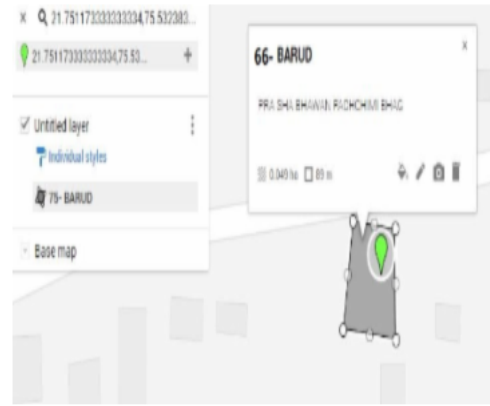 21.751173333333334,75.532383...
21.751173333333334,75.53...
Untitled layer
Individual styles
75- BARUD
Base map
66- BARUD
PRA SHA BHAWAN PACHCHIMI BHAG
0.049 ha 89 m